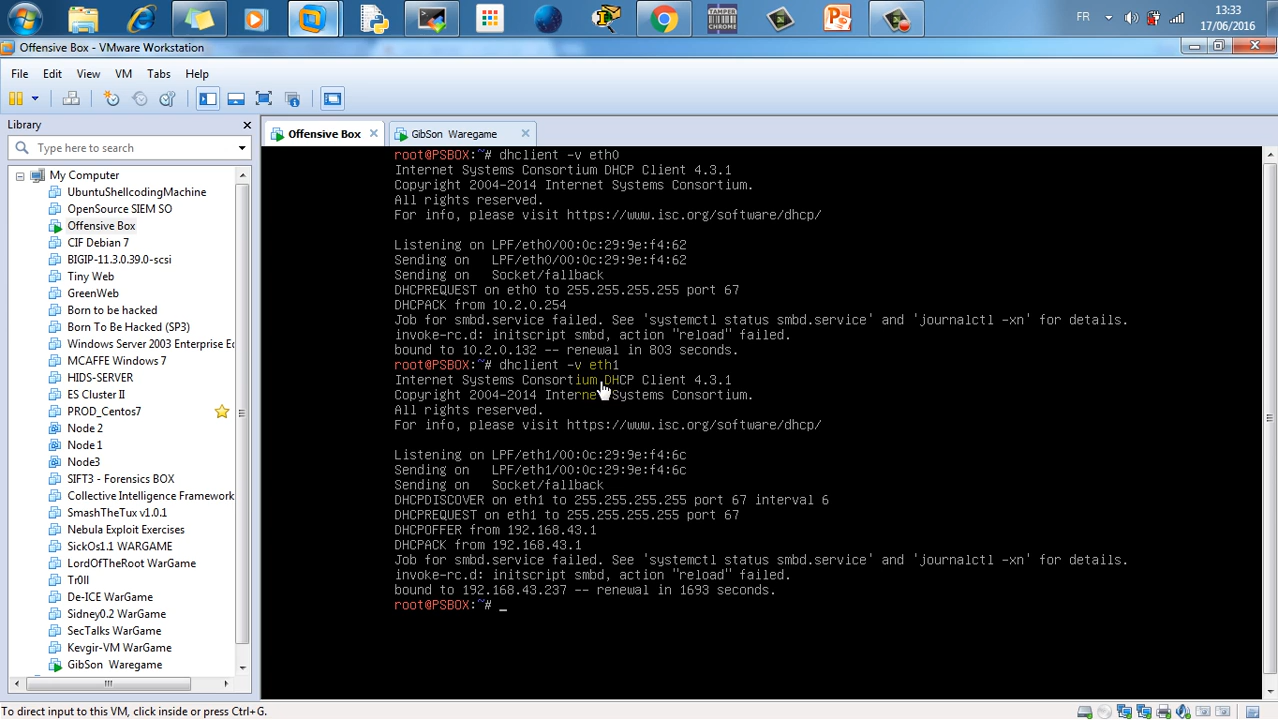 FR
13:33
17/06/2016
TAMPER
CHROME
Offensive Box - VMware Workstation
File Edit View VM Tabs Help
Library
Type here to search
My Computer
UbuntuShellcodingMachine
OpenSource SIEM SO
Offensive Box
CIF Debian 7
BIGIP-11.3.0.39.0-scsi
Tiny Web
GreenWeb
Born to be hacked
Born To Be Hacked (SP3)
Windows Server 2003 Enterprise Ec
MCAFFE Windows 7
HIDS-SERVER
ES Cluster II
PROD_Centos7
Node 2
Node 1
Node3
SIFT3 - Forensics BOX
Collective Intelligence Framework
SmashTheTux v1.0.1
Nebula Exploit Exercises
SickOs1.1 WARGAME
LordOfTheRoot WARGame
Tr0ll
De-ICE WARGame
Sidney0.2 WarGame
SecTalks WarGame
Kevgir-VM WarGame
GibSon Waregame
Offensive Box
GibSon Waregame
root@PSBOX:~# dhclient -v eth0
Internet Systems Consortium DHCP Client 4.3.1
Copyright 2004-2014 Internet Systems Consortium.
All rights reserved.
For info, please visit https://www.isc.org/software/dhcp/
Listening on LPF/eth0/00:0c:29:9e:f4:62
Sending on   LPF/eth0/00:0c:29:9e:f4:62
Sending on   Socket/fallback
DHCPREQUEST on eth0 to 255.255.255.255 port 67
DHCPACK from 10.2.0.254
Job for smbd.service failed. See 'systemctl status smbd.service' and 'journalctl -xn' for details.
invoke-rc.d: initscript smbd, action "reload" failed.
bound to 10.2.0.132 -- renewal in 803 seconds.
root@PSBOX:~# dhclient -v eth1
Internet Systems Consortium DHCP Client 4.3.1
Copyright 2004-2014 Internet Systems Consortium.
All rights reserved.
For info, please visit https://www.isc.org/software/dhcp/
Listening on LPF/eth1/00:0c:29:9e:f4:6c
Sending on   LPF/eth1/00:0c:29:9e:f4:6c
Sending on   Socket/fallback
DHCPDISCOVER on eth1 to 255.255.255.255 port 67 interval 6
DHCPREQUEST on eth1 to 255.255.255.255 port 67
DHCPOFFER from 192.168.43.1
DHCPACK from 192.168.43.1
Job for smbd.service failed. See 'systemctl status smbd.service' and 'journalctl -xn' for details.
invoke-rc.d: initscript smbd, action "reload" failed.
bound to 192.168.43.237 -- renewal in 1693 seconds.
root@PSBOX:~# _
To direct input to this VM, click inside or press Ctrl+G.